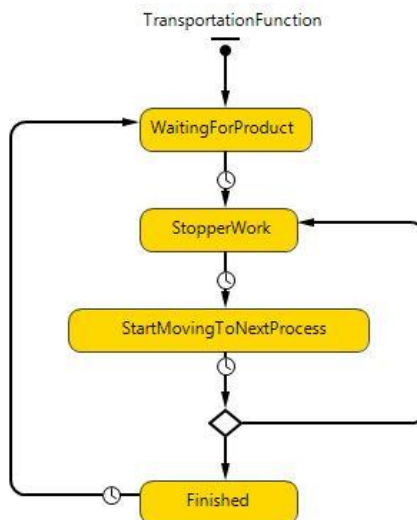 TransportationFunction
WaitingForProduct
StopperWork
StartMovingToNextProcess
Finished